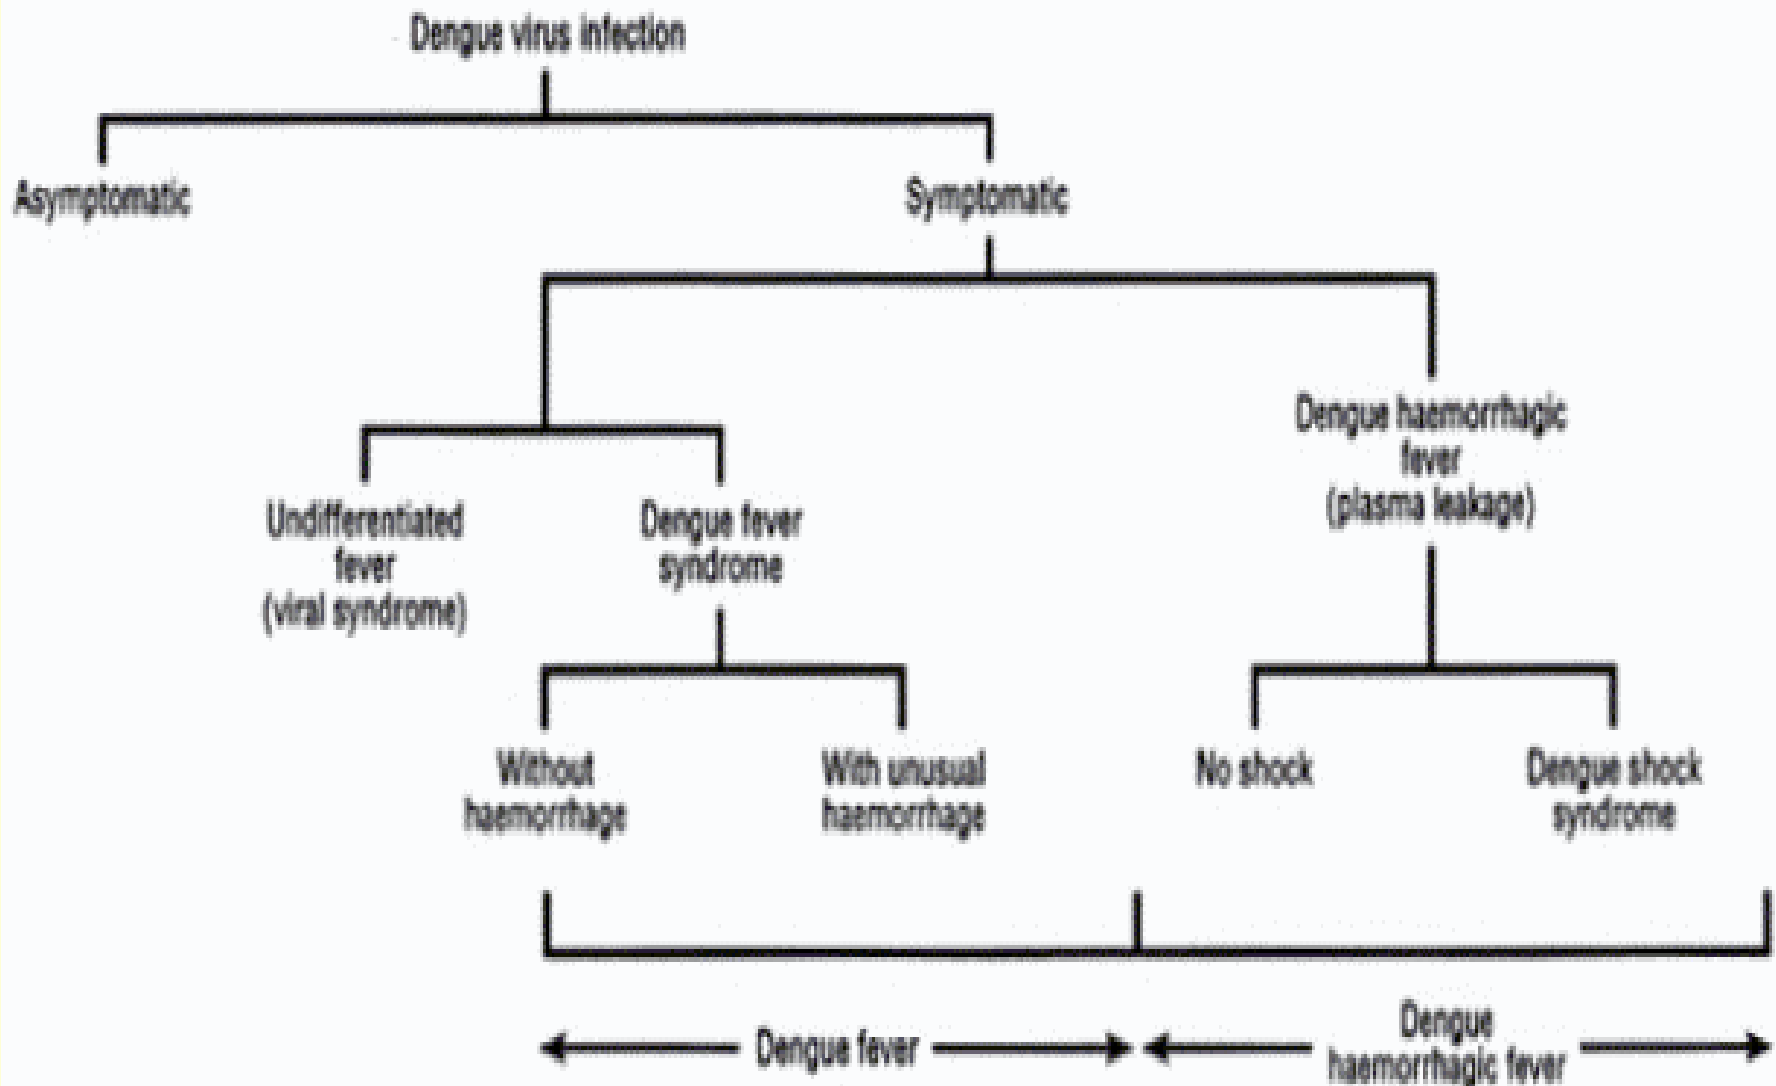 Dengue virus infection
Asymptomatic
Symptomatic
Dengue haemorrhagic
fever
(plasma leakage)
Undifferentiated
fever
(viral syndrome)
Dengue fever
syndrome
Without
haemorrhage
With unusual
haemorrhage
No shock
Dengue shock
syndrome
Dengue fever
Dengue
haemorrhagic fever